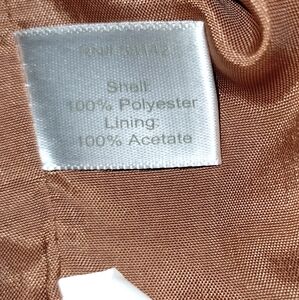 Shell:
100% Polyester
Lining:
100% Acetate